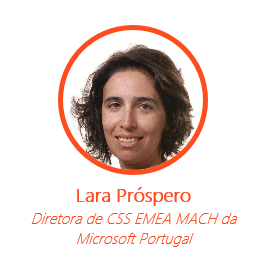 Lara Próspero
Diretora de CSS EMEA MACH da
Microsoft Portugal